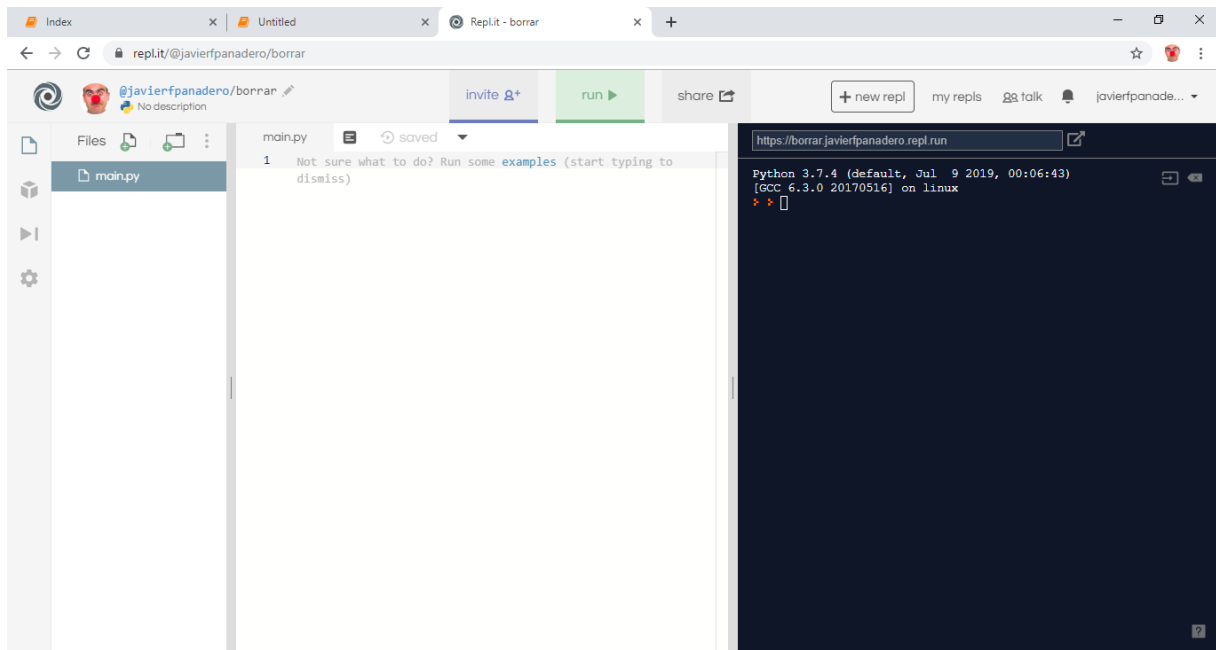 Index
Untitled
Repl.it - borrar
repl.it/@javierfpanadero/borrar
@javierfpanadero/borrar
No description
invite
run
share
+ new repl
my repls
talk
javierfpanade...
Files
main.py
saved
https://borrar.javierfpanadero.repl.run
main.py
1 Not sure what to do? Run some examples (start typing to
dismiss)
Python 3.7.4 (default, Jul  9 2019, 00:06:43)
[GCC 6.3.0 20170516] on linux